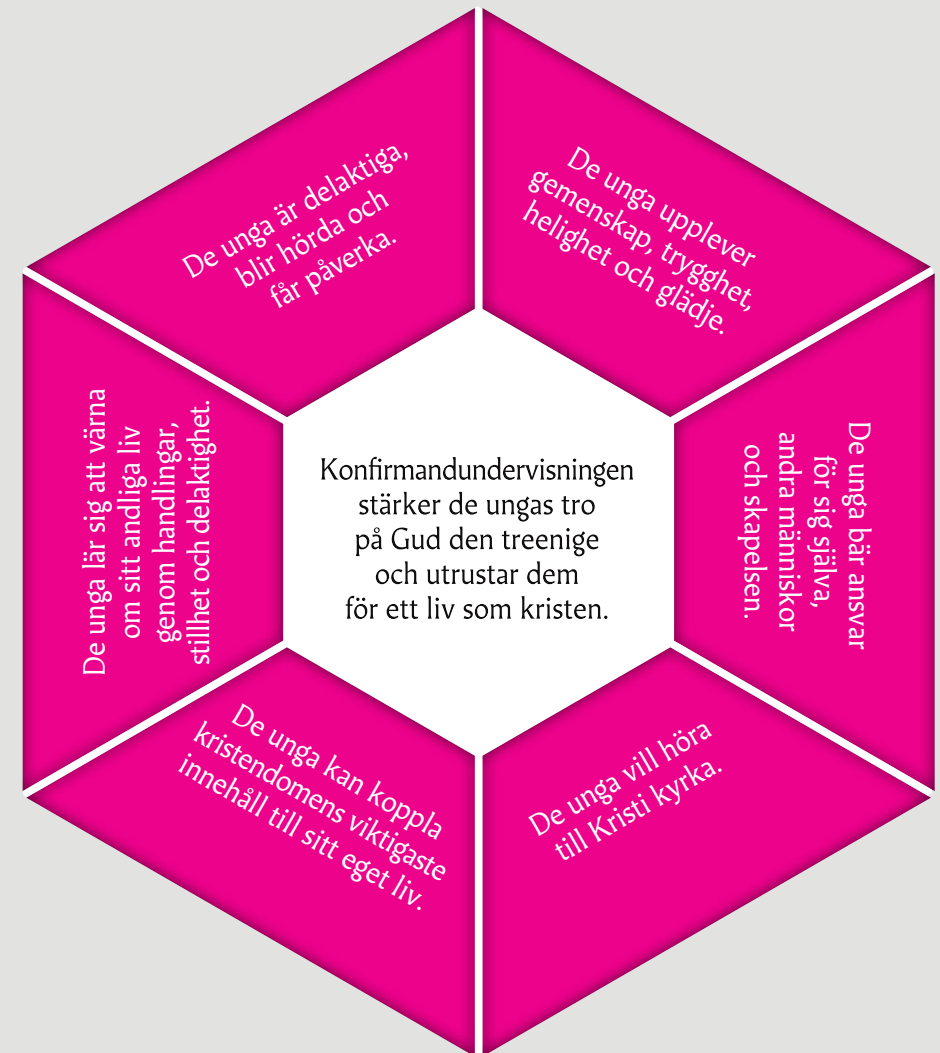 De unga är delaktiga,
blir hörda och
får påverka.
De unga upplever
gemenskap, trygghet,
helighet och glädje.
De unga lär sig att värna
om sitt andliga liv
genom handlingar,
stillhet och delaktighet.
Konfirmandundervisningen
stärker de ungas tro
på Gud den treenige
och utrustar dem
för ett liv som kristen.
De unga bär ansvar
för sig själva,
andra människor
och skapelsen.
De unga kan koppla
kristendomens viktigaste
innehåll till sitt eget liv.
De unga vill höra
till Kristi kyrka.